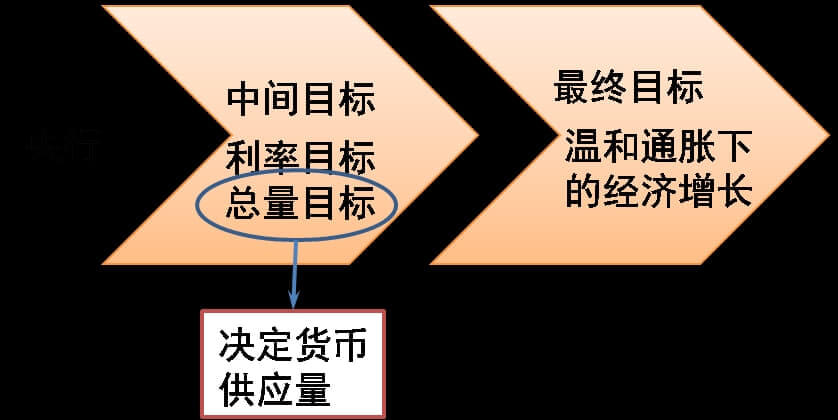 央行
中间目标
利率目标
总量目标
最终目标
温和通胀下
的经济增长
决定货币
供应量